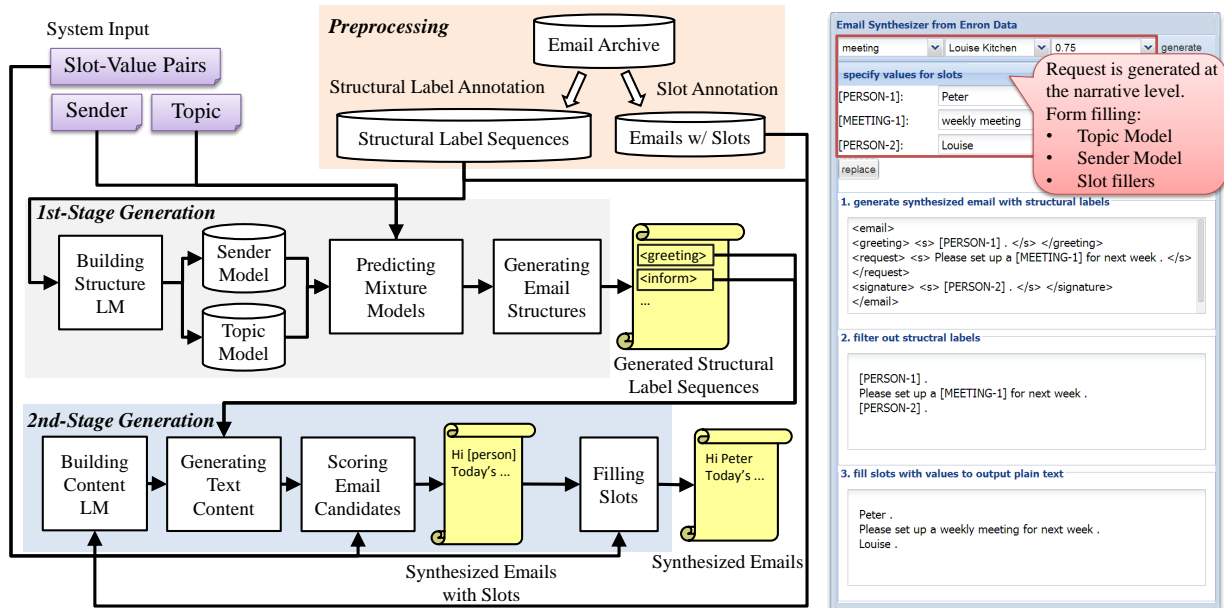 System Input
Slot-Value Pairs
Sender
Topic
Preprocessing
Email Archive
Structural Label Annotation
Slot Annotation
Structural Label Sequences
Emails w/ Slots
1st-Stage Generation
Building
Structure
LM
Sender
Model
Topic
Model
Predicting
Mixture
Models
Generating
Email
Structures
<greeting>
<inform>
...
Generated Structural
Label Sequences
2nd-Stage Generation
Building
Content
LM
Generating
Text
Content
Scoring
Email
Candidates
Hi [person]
Today's ...
Filling
Slots
Hi Peter
Today's ...
Synthesized Emails
with Slots
Synthesized Emails
Email Synthesizer from Enron Data
meeting Louise Kitchen 0.75 generate
specify values for slots
[PERSON-1]: Peter
[MEETING-1]: weekly meeting
[PERSON-2]: Louise
replace
Request is generated at
the narrative level.
Form filling:
• Topic Model
• Sender Model
• Slot fillers
1. generate synthesized email with structural labels
<email>
<greeting> <s> [PERSON-1] . </s> </greeting>
<request> <s> Please set up a [MEETING-1] for next week . </s>
</request>
<signature> <s> [PERSON-2] . </s> </signature>
</email>
2. filter out structral labels
[PERSON-1] .
Please set up a [MEETING-1] for next week .
[PERSON-2] .
3. fill slots with values to output plain text
Peter .
Please set up a weekly meeting for next week .
Louise .